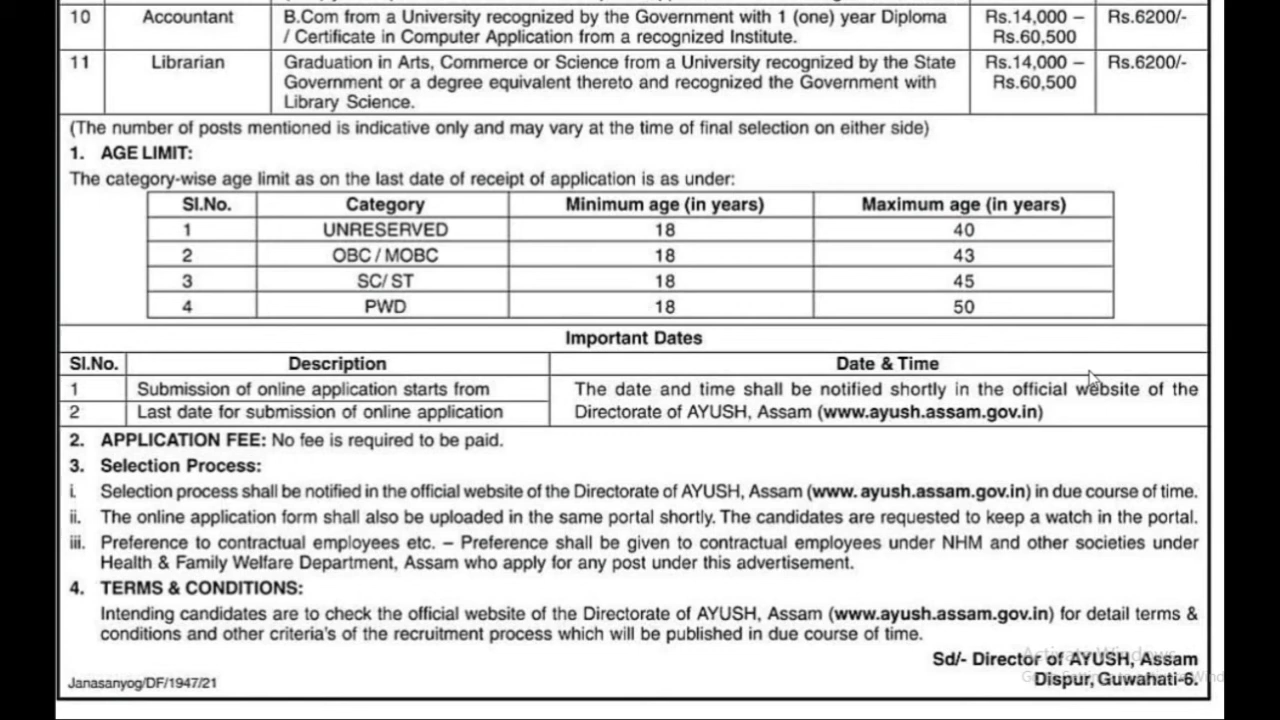 10 Accountant B.Com from a University recognized by the Government with 1 (one) year Diploma Rs.14,000 – Rs.6200/-
/ Certificate in Computer Application from a recognized Institute. Rs.60,500
11 Librarian Graduation in Arts, Commerce or Science from a University recognized by the State Rs.14,000 – Rs.6200/-
Government or a degree equivalent thereto and recognized the Government with Rs.60,500
Library Science.
(The number of posts mentioned is indicative only and may vary at the time of final selection on either side)
1. AGE LIMIT:
The category-wise age limit as on the last date of receipt of application is as under:
Sl.No. Category Minimum age (in years) Maximum age (in years)
1 UNRESERVED 18 40
2 OBC / MOBC 18 43
3 SC/ ST 18 45
4 PWD 18 50
Important Dates
Sl.No. Description Date & Time
1 Submission of online application starts from The date and time shall be notified shortly in the official website of the
2 Last date for submission of online application Directorate of AYUSH, Assam (www.ayush.assam.gov.in)
2. APPLICATION FEE: No fee is required to be paid.
3. Selection Process:
i. Selection process shall be notified in the official website of the Directorate of AYUSH, Assam (www. ayush.assam.gov.in) in due course of time.
ii. The online application form shall also be uploaded in the same portal shortly. The candidates are requested to keep a watch in the portal.
iii. Preference to contractual employees etc. – Preference shall be given to contractual employees under NHM and other societies under
Health & Family Welfare Department, Assam who apply for any post under this advertisement.
4. TERMS & CONDITIONS:
Intending candidates are to check the official website of the Directorate of AYUSH, Assam (www.ayush.assam.gov.in) for detail terms &
conditions and other criteria's of the recruitment process which will be published in due course of time.
Sd/- Director of AYUSH, Assam
Janasanyog/DF/1947/21 Dispur, Guwahati-6.
Activate Windows